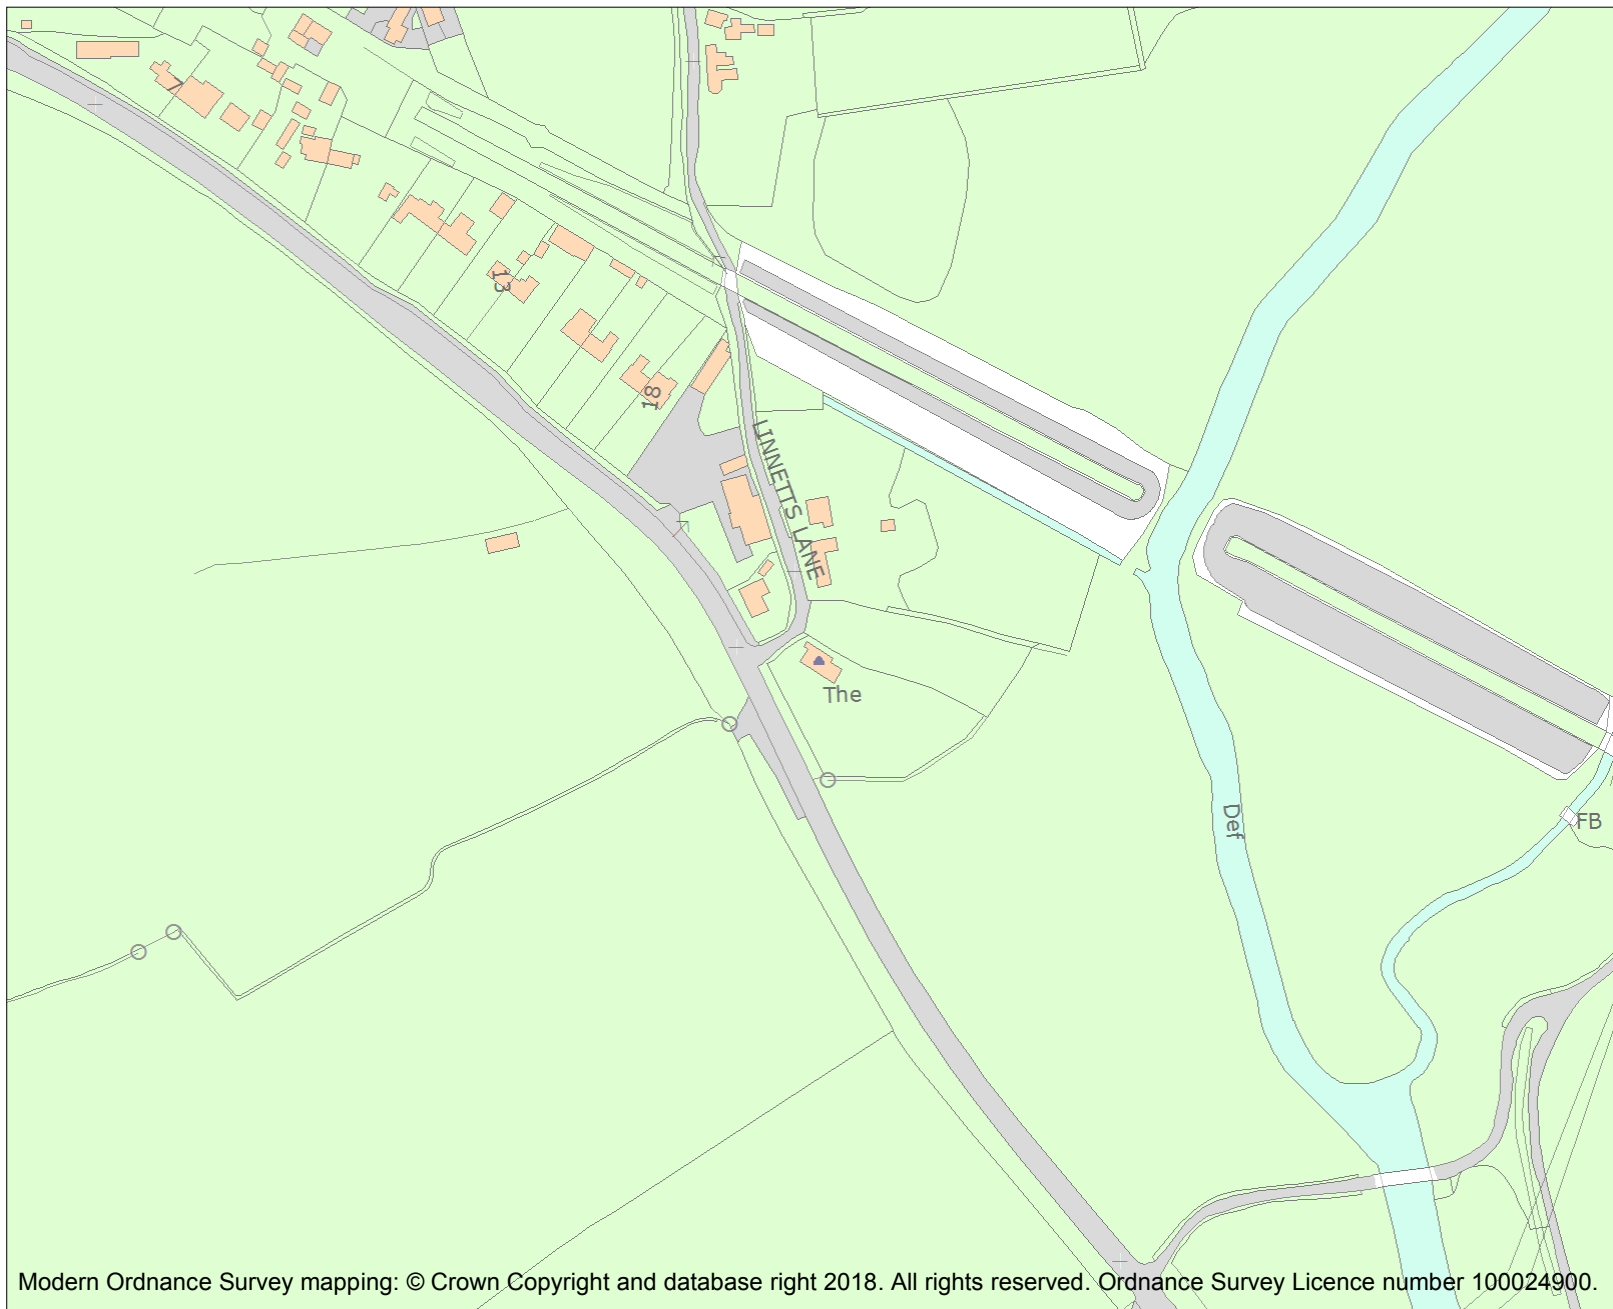 7
13
18
LINNETTS LANE
The
Def
FB
Modern Ordnance Survey mapping: © Crown Copyright and database right 2018. All rights reserved. Ordnance Survey Licence number 100024900.